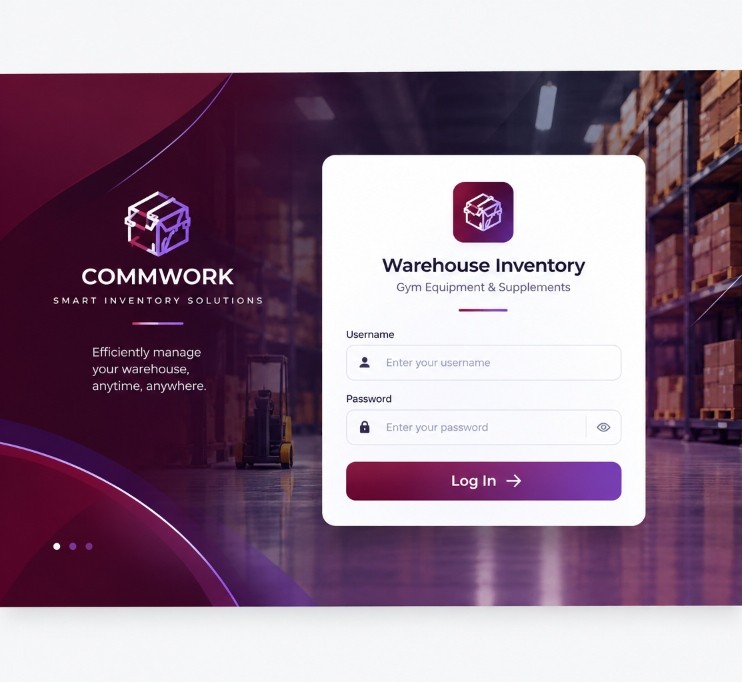 COMMWORK
SMART INVENTORY SOLUTIONS
Efficiently manage
your warehouse,
anytime, anywhere.
Warehouse Inventory
Gym Equipment & Supplements
Username
Enter your username
Password
Enter your password
Log In →